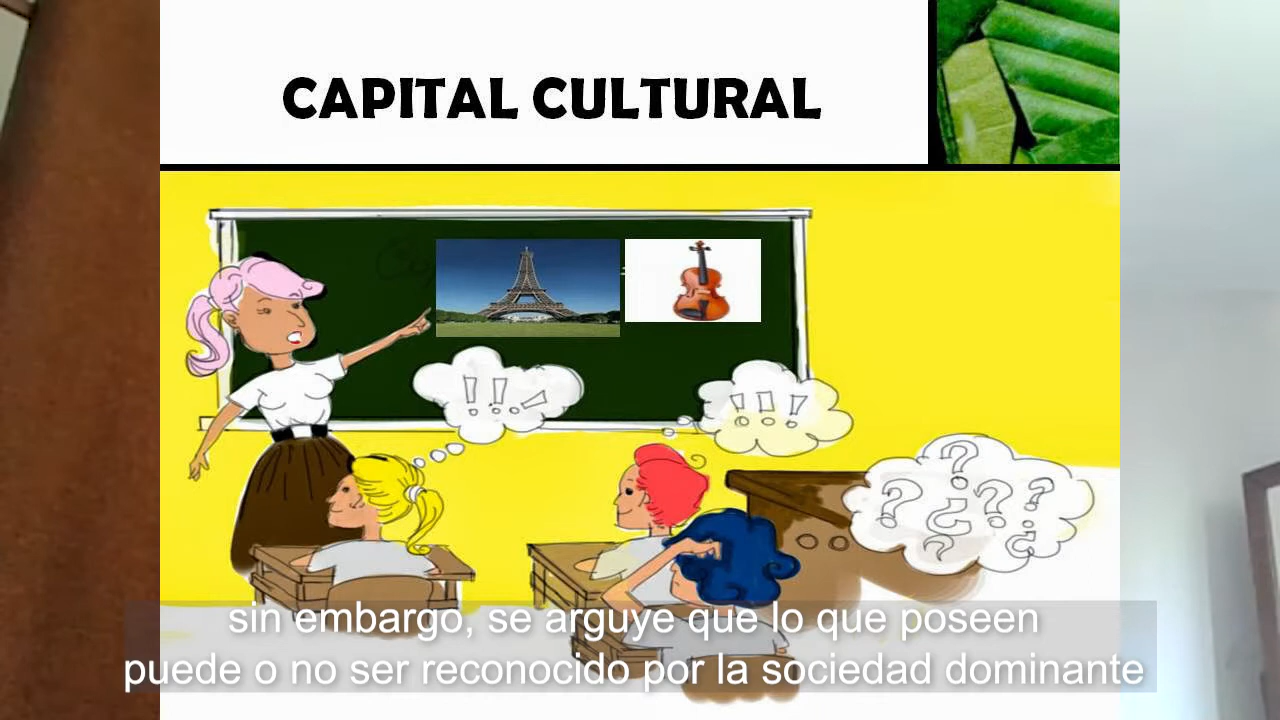 CAPITAL CULTURAL
! ! !
! ! !
? ? ¿ ? ? ? ¿
sin embargo, se arguye que lo que poseen
puede o no ser reconocido por la sociedad dominante